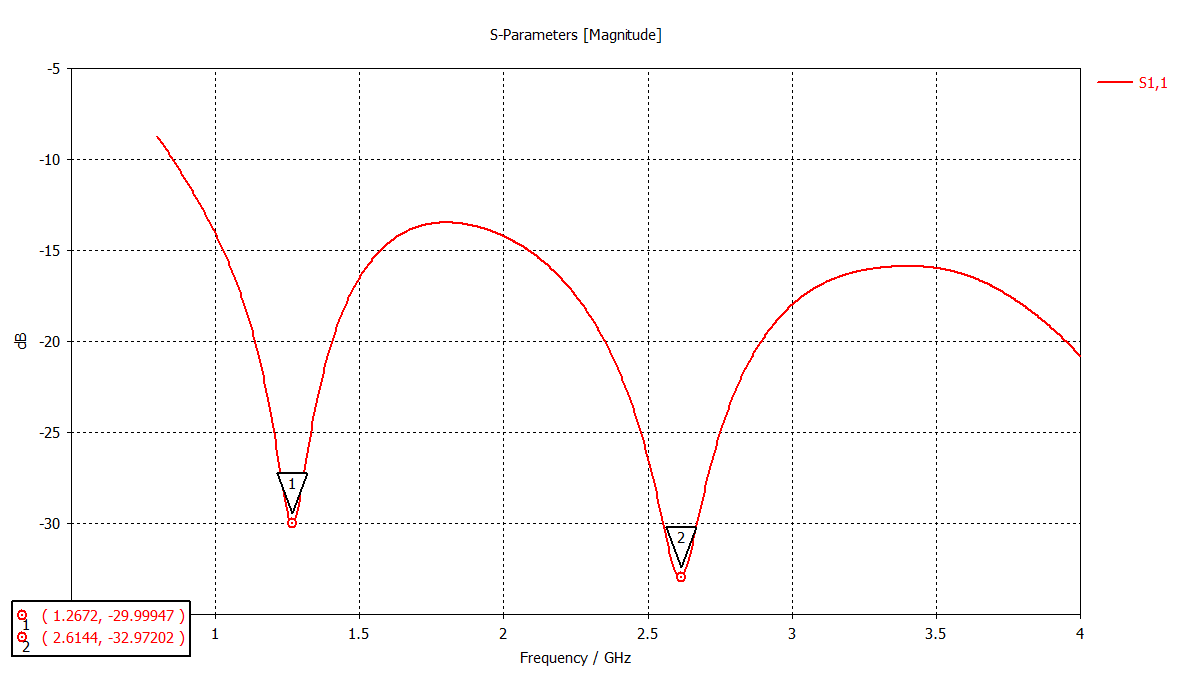 S-Parameters [Magnitude]
S1,1
-5
-10
-15
-20
-25
-30
dB
1
2
1 ( 1.2672, -29.99947 )
2 ( 2.6144, -32.97202 )
1
1.5
2
2.5
3
3.5
4
Frequency / GHz